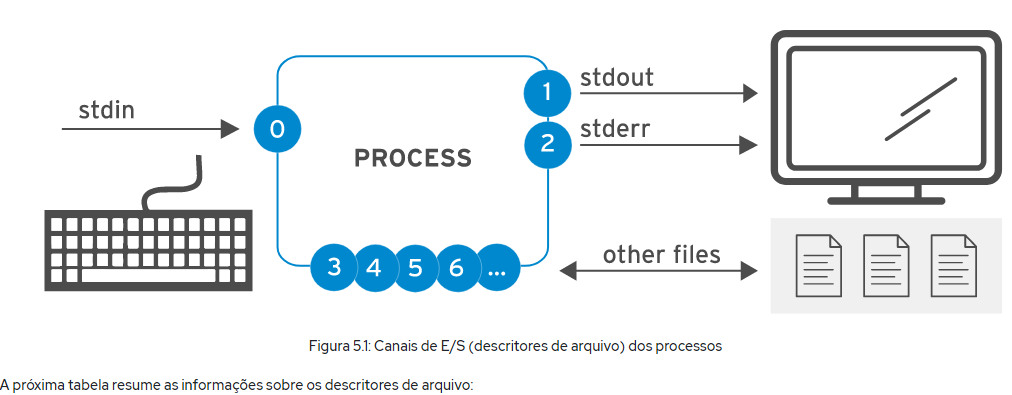 stdin
0
PROCESS
1
stdout
2
stderr
3 4 5 6 ...
other files
Figura 5.1: Canais de E/S (descritores de arquivo) dos processos
A próxima tabela resume as informações sobre os descritores de arquivo: